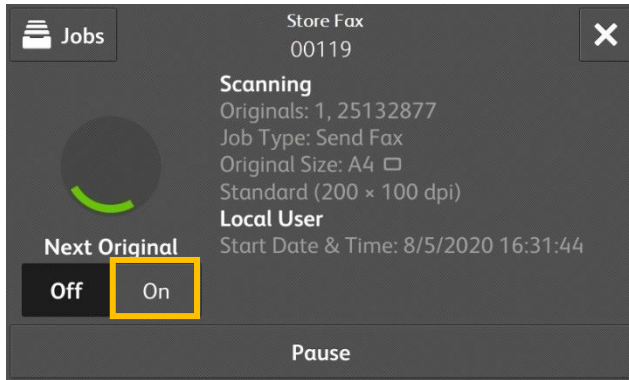 Jobs
Store Fax
00119
Scanning
Originals: 1, 25132877
Job Type: Send Fax
Original Size: A4
Standard (200 × 100 dpi)
Local User
Start Date & Time: 8/5/2020 16:31:44
Next Original
Off
On
Pause